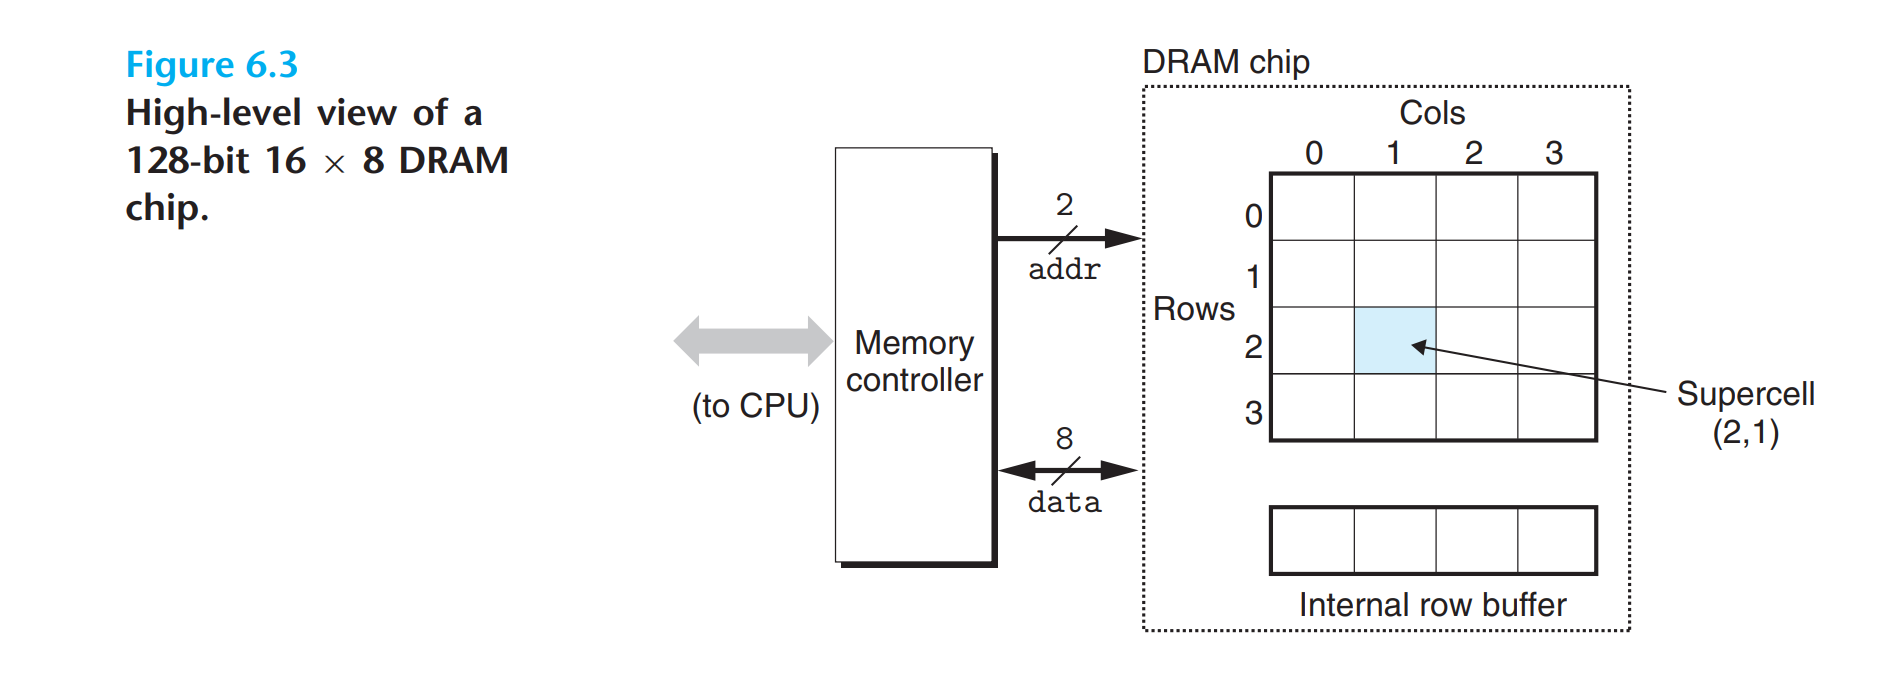 Figure 6.3
High-level view of a
128-bit 16 × 8 DRAM
chip.
DRAM chip
Cols
0 1 2 3
0
1
Rows
2
3
2
addr
Memory
controller
(to CPU)
8
data
Supercell
(2,1)
Internal row buffer